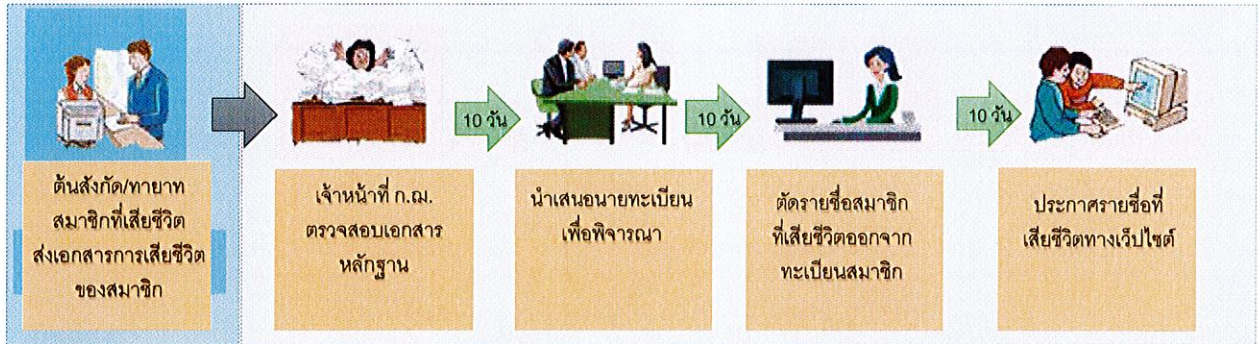 10 วัน
10 วัน
10 วัน
ต้นสังกัด/ทายาท
สมาชิกที่เสียชีวิต
ส่งเอกสารการเสียชีวิต
ของสมาชิก
เจ้าหน้าที่ ก.ฌ.
ตรวจสอบเอกสาร
หลักฐาน
นำเสนอนายทะเบียน
เพื่อพิจารณา
ตัดรายชื่อสมาชิก
ที่เสียชีวิตออกจาก
ทะเบียนสมาชิก
ประกาศรายชื่อที่
เสียชีวิตทางเว็ปไซต์